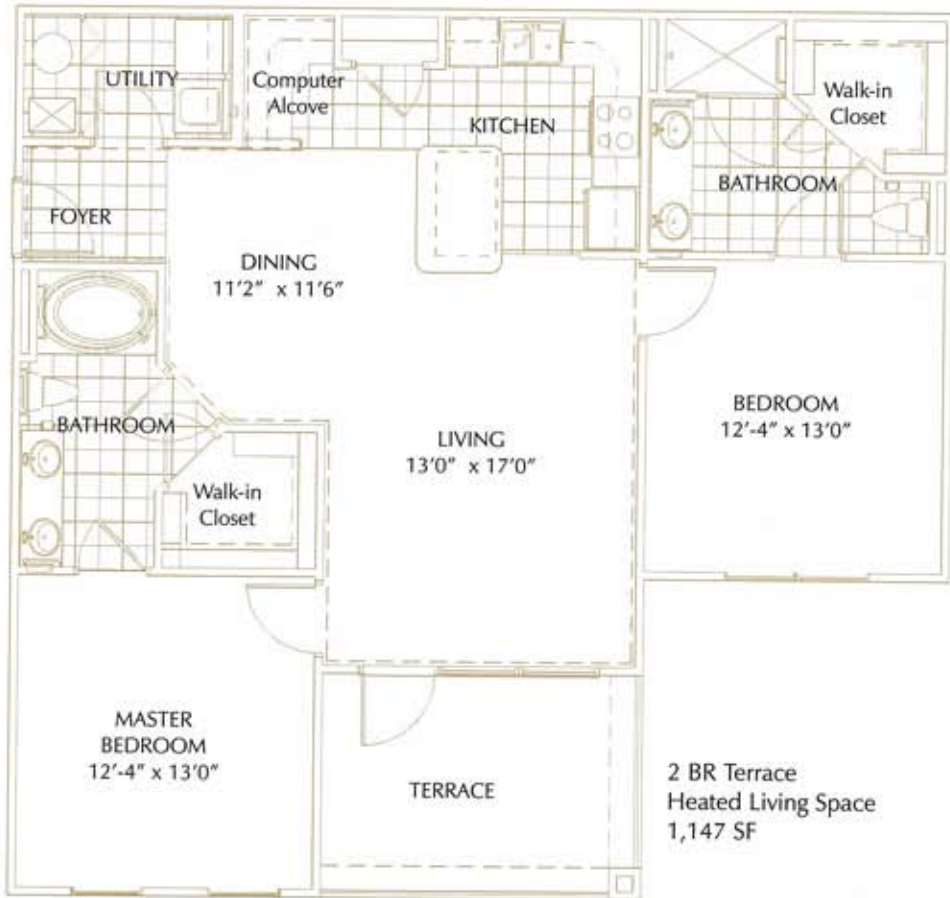 UTILITY
Computer
Alcove
KITCHEN
Walk-in
Closet
BATHROOM
FOYER
DINING
11'2" x 11'6"
BATHROOM
LIVING
13'0" x 17'0"
BEDROOM
12'-4" x 13'0"
Walk-in
Closet
MASTER
BEDROOM
12'-4" x 13'0"
TERRACE
2 BR Terrace
Heated Living Space
1,147 SF